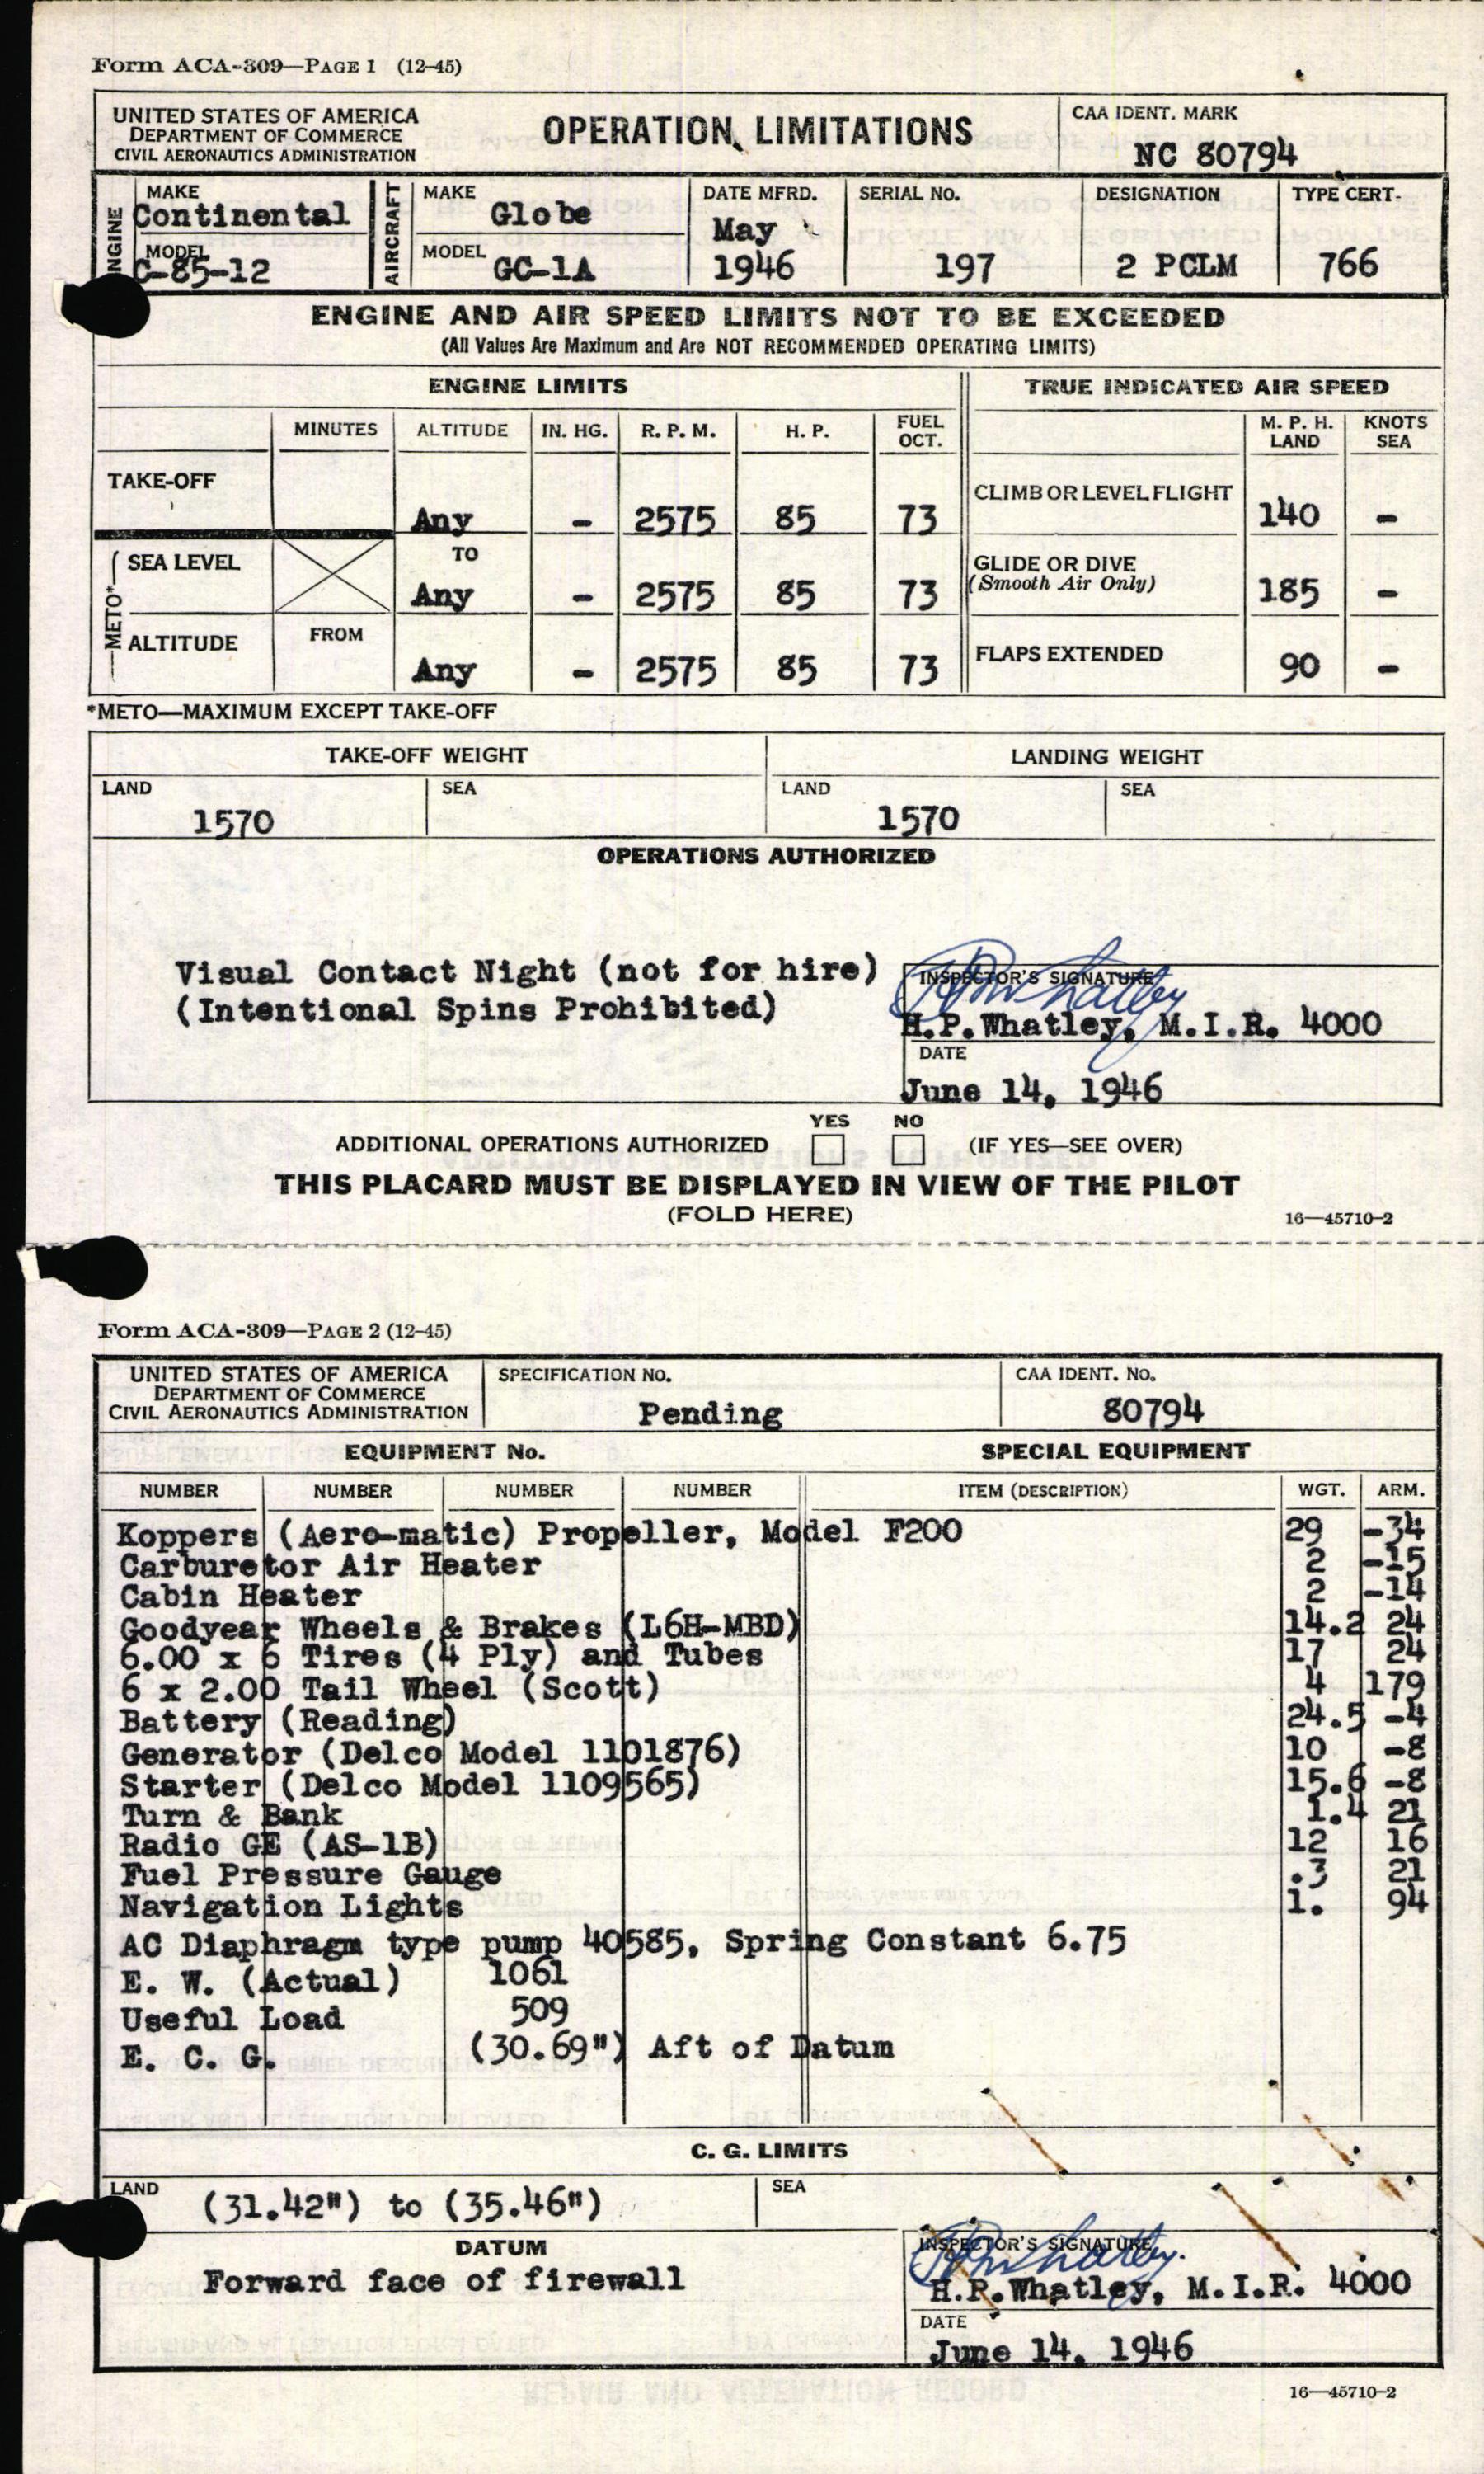 Form ACA-309—PAGE 1 (12-45)
UNITED STATES OF AMERICA
DEPARTMENT OF COMMERCE
CIVIL AERONAUTICS ADMINISTRATION
OPERATION LIMITATIONS
CAA IDENT. MARK
NC 80794
ENGINE
MAKE
Continental
MODEL
C-85-12
AIRCRAFT
MAKE
Globe
MODEL
GC-1A
DATE MFRD.
May
1946
SERIAL NO.
197
DESIGNATION
2 PCLM
TYPE CERT.
766
ENGINE AND AIR SPEED LIMITS NOT TO BE EXCEEDED
(All Values Are Maximum and Are NOT RECOMMENDED OPERATING LIMITS)
ENGINE LIMITS
TRUE INDICATED AIR SPEED
MINUTES ALTITUDE IN. HG. R. P. M. H. P. FUEL OCT. M. P. H. LAND KNOTS SEA
TAKE-OFF Any - 2575 85 73
CLIMB OR LEVEL FLIGHT 140 -
METO*
SEA LEVEL TO Any - 2575 85 73
GLIDE OR DIVE
(Smooth Air Only) 185 -
ALTITUDE FROM Any - 2575 85 73
FLAPS EXTENDED 90 -
*METO—MAXIMUM EXCEPT TAKE-OFF
TAKE-OFF WEIGHT
LANDING WEIGHT
LAND 1570 SEA
LAND 1570 SEA
OPERATIONS AUTHORIZED
Visual Contact Night (not for hire)
(Intentional Spins Prohibited)
INSPECTOR'S SIGNATURE
HPWhatley
H.P.Whatley, M.I.R. 4000
DATE
June 14, 1946
ADDITIONAL OPERATIONS AUTHORIZED YES NO (IF YES—SEE OVER)
THIS PLACARD MUST BE DISPLAYED IN VIEW OF THE PILOT
(FOLD HERE)
16—45710-2
Form ACA-309—PAGE 2 (12-45)
UNITED STATES OF AMERICA
DEPARTMENT OF COMMERCE
CIVIL AERONAUTICS ADMINISTRATION
SPECIFICATION NO.
Pending
CAA IDENT. NO.
80794
EQUIPMENT No.
SPECIAL EQUIPMENT
NUMBER NUMBER NUMBER NUMBER ITEM (DESCRIPTION) WGT. ARM.
Koppers (Aero-matic) Propeller, Model F200 29 -34
Carburetor Air Heater 2 -15
Cabin Heater 2 -14
Goodyear Wheels & Brakes (L6H-MBD) 14.2 24
6.00 x 6 Tires (4 Ply) and Tubes 17 24
6 x 2.00 Tail Wheel (Scott) 4 179
Battery (Reading) 24.5 -4
Generator (Delco Model 1101876) 10 -8
Starter (Delco Model 1109565) 15.6 -8
Turn & Bank 1.4 21
Radio GE (AS-1B) 12 16
Fuel Pressure Gauge .3 21
Navigation Lights 1. 94
AC Diaphragm type pump 40585, Spring Constant 6.75
E. W. (Actual) 1061
Useful Load 509
E. C. G. (30.69") Aft of Datum
C. G. LIMITS
LAND (31.42") to (35.46") SEA
DATUM
Forward face of firewall
INSPECTOR'S SIGNATURE
HPWhatley.
H.P.Whatley, M.I.R. 4000
DATE
June 14, 1946
16—45710-2